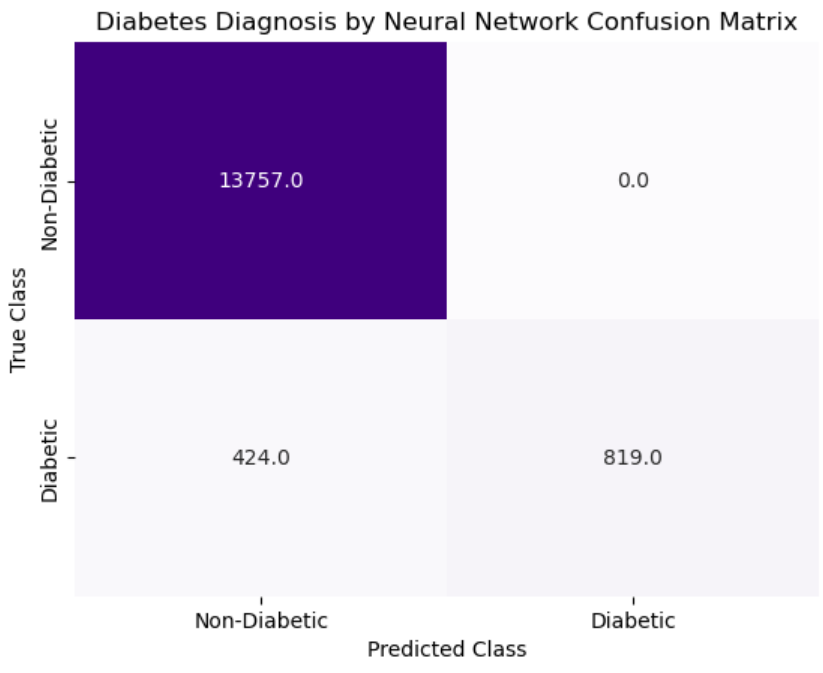 Diabetes Diagnosis by Neural Network Confusion Matrix
Non-Diabetic
13757.0
0.0
True Class
Diabetic
424.0
819.0
Non-Diabetic
Diabetic
Predicted Class